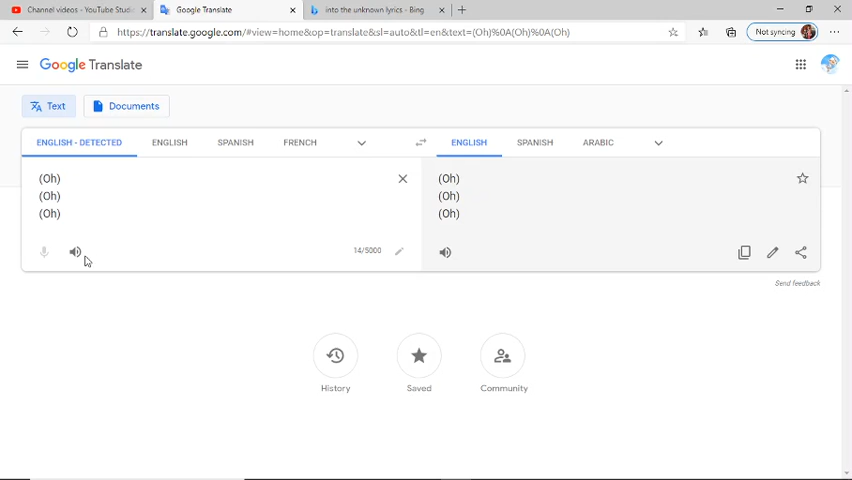 Channel videos - YouTube Studi
Google Translate
into the unknown lyrics - Bing
https://translate.google.com/#view=home&op=translate&sl=auto&tl=en&text=(Oh)%0A(Oh)%0A(Oh)
Not syncing
Google Translate
Text
Documents
ENGLISH - DETECTED
ENGLISH
SPANISH
FRENCH
ENGLISH
SPANISH
ARABIC
(Oh)
(Oh)
(Oh)
14/5000
(Oh)
(Oh)
(Oh)
Send feedback
History
Saved
Community